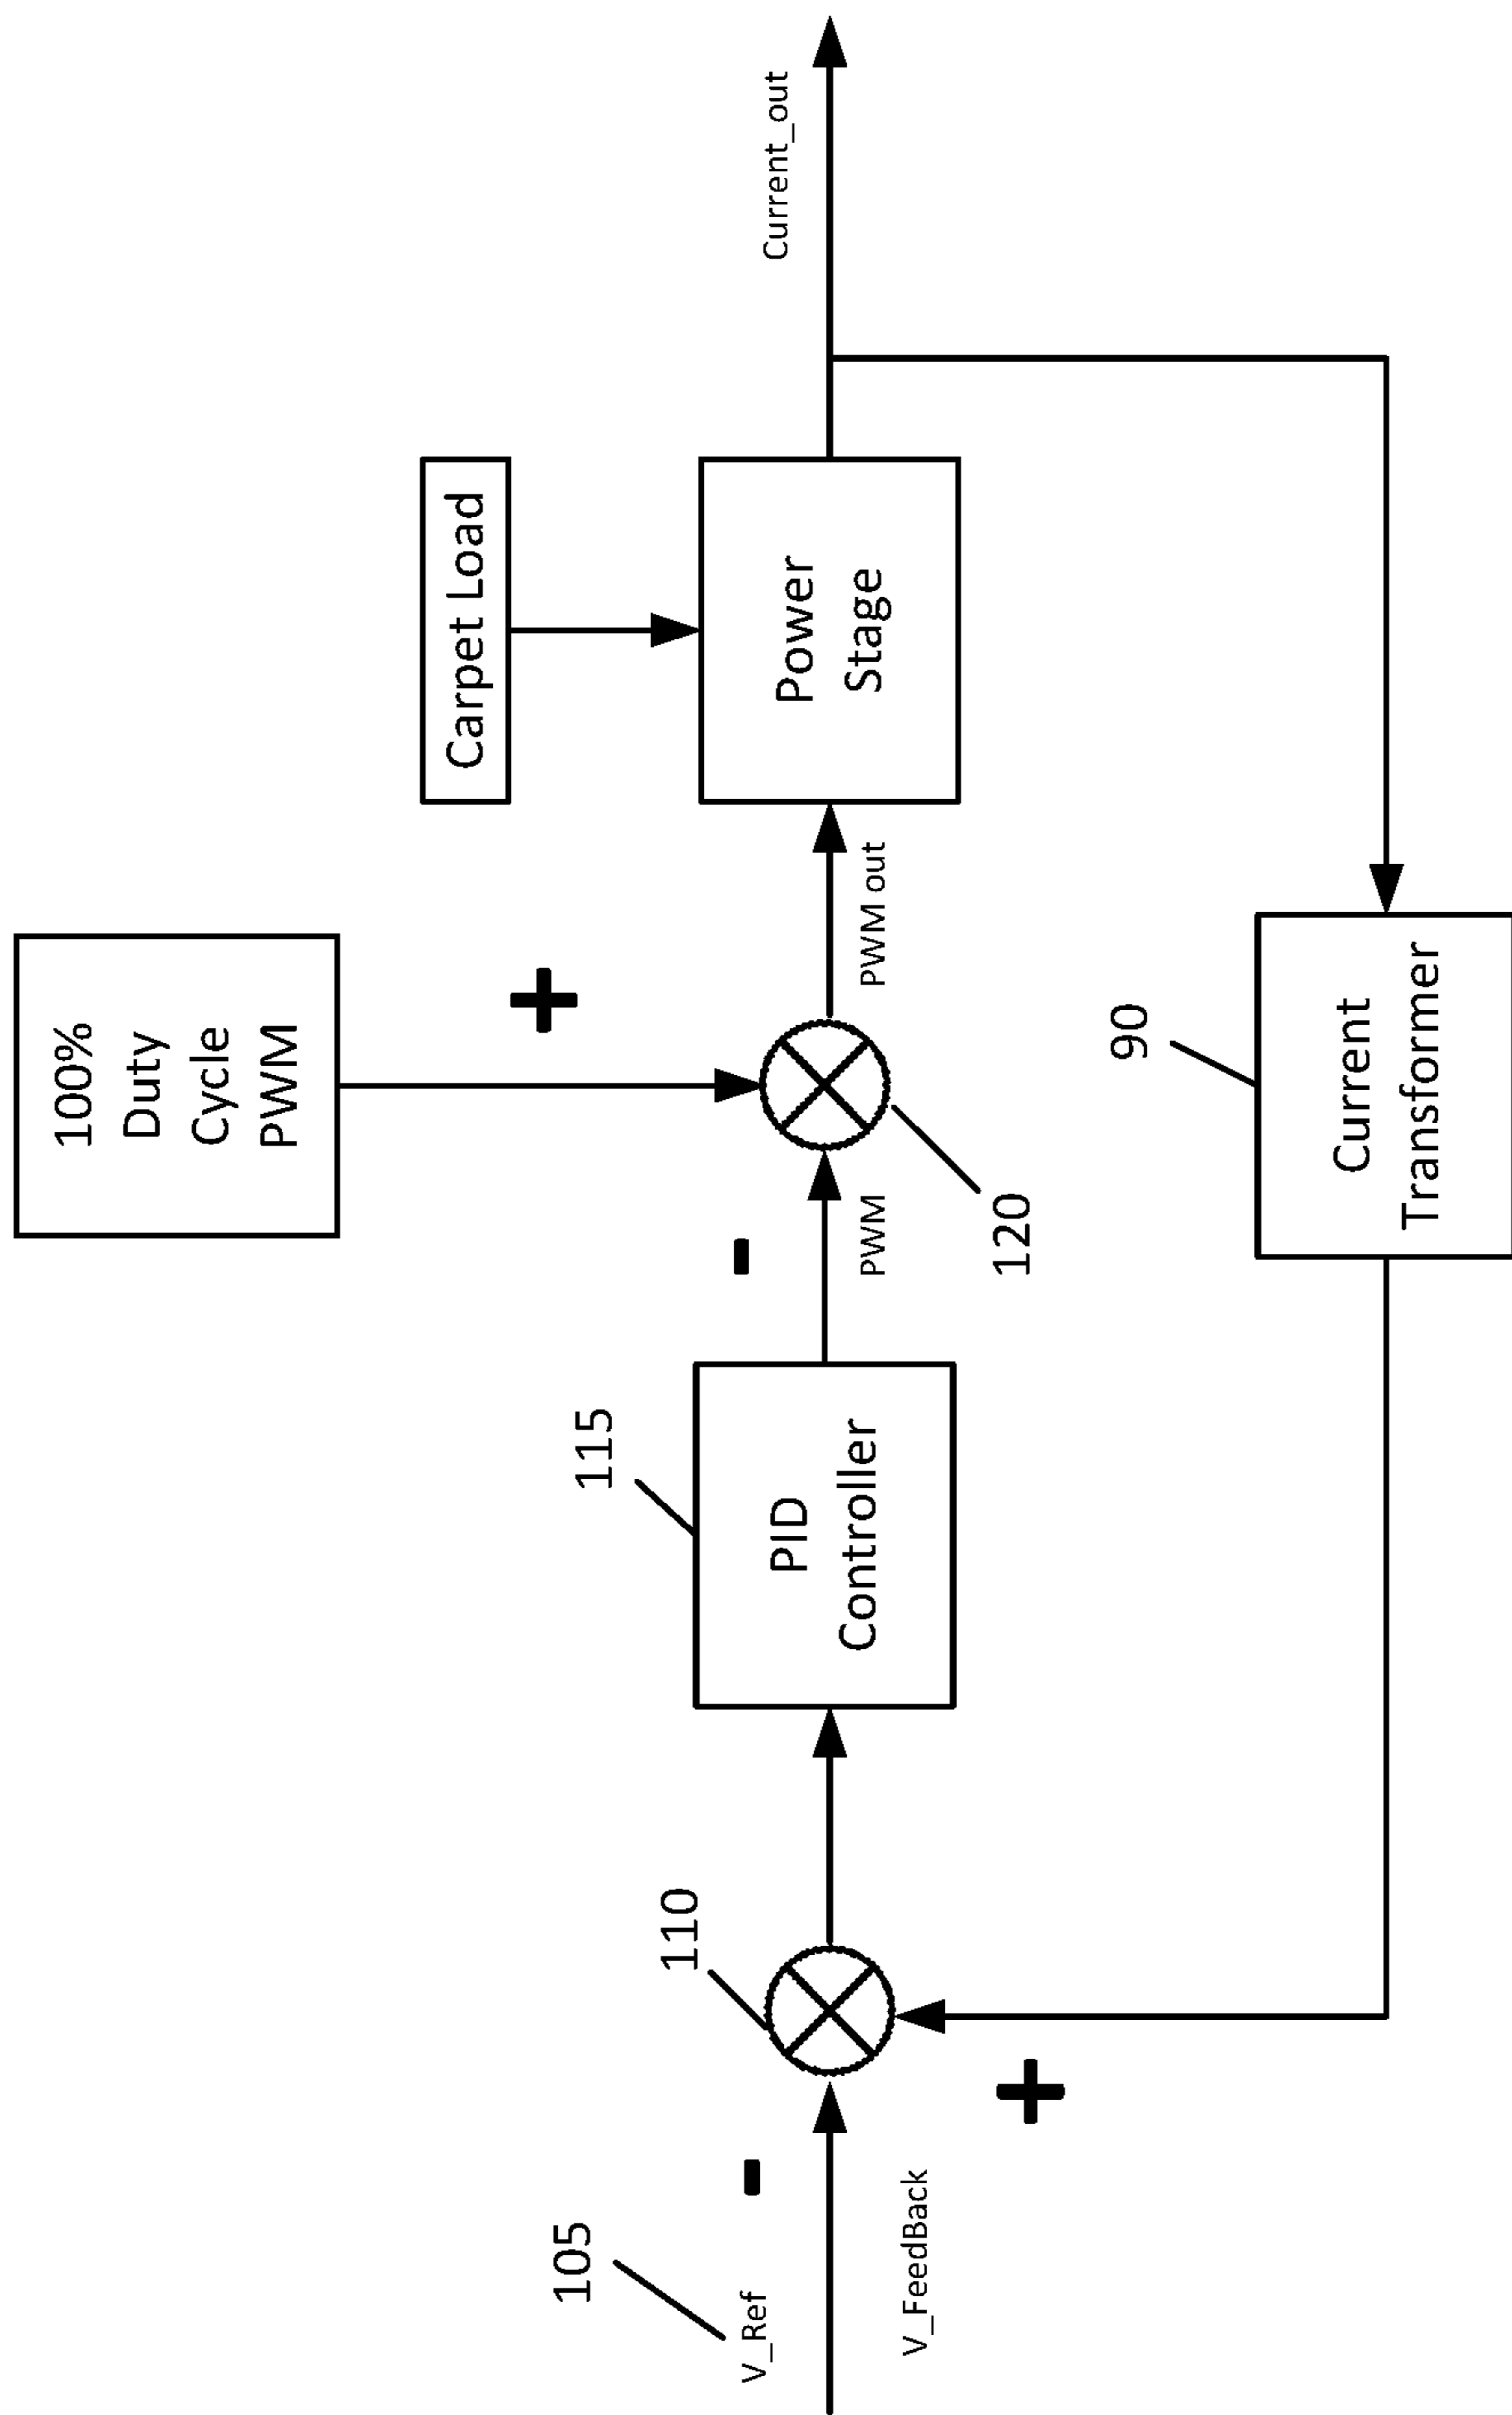 100%
Duty
Cycle
PWM
Carpet Load
+
105
V_Ref
-
110
115
PID
Controller
-
PWM
PWM out
Power
Stage
Current_out
V_FeedBack
+
120
90
Current
Transformer